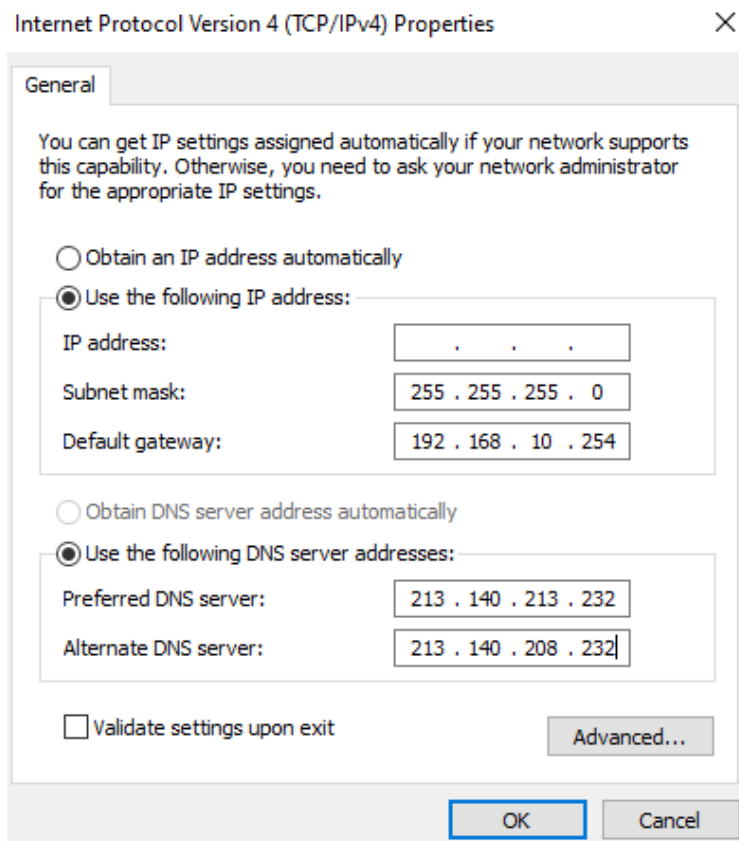 Internet Protocol Version 4 (TCP/IPv4) Properties
General
You can get IP settings assigned automatically if your network supports
this capability. Otherwise, you need to ask your network administrator
for the appropriate IP settings.
Obtain an IP address automatically
Use the following IP address:
IP address: . . .
Subnet mask: 255 . 255 . 255 . 0
Default gateway: 192 . 168 . 10 . 254
Obtain DNS server address automatically
Use the following DNS server addresses:
Preferred DNS server: 213 . 140 . 213 . 232
Alternate DNS server: 213 . 140 . 208 . 232
Validate settings upon exit
Advanced...
OK Cancel